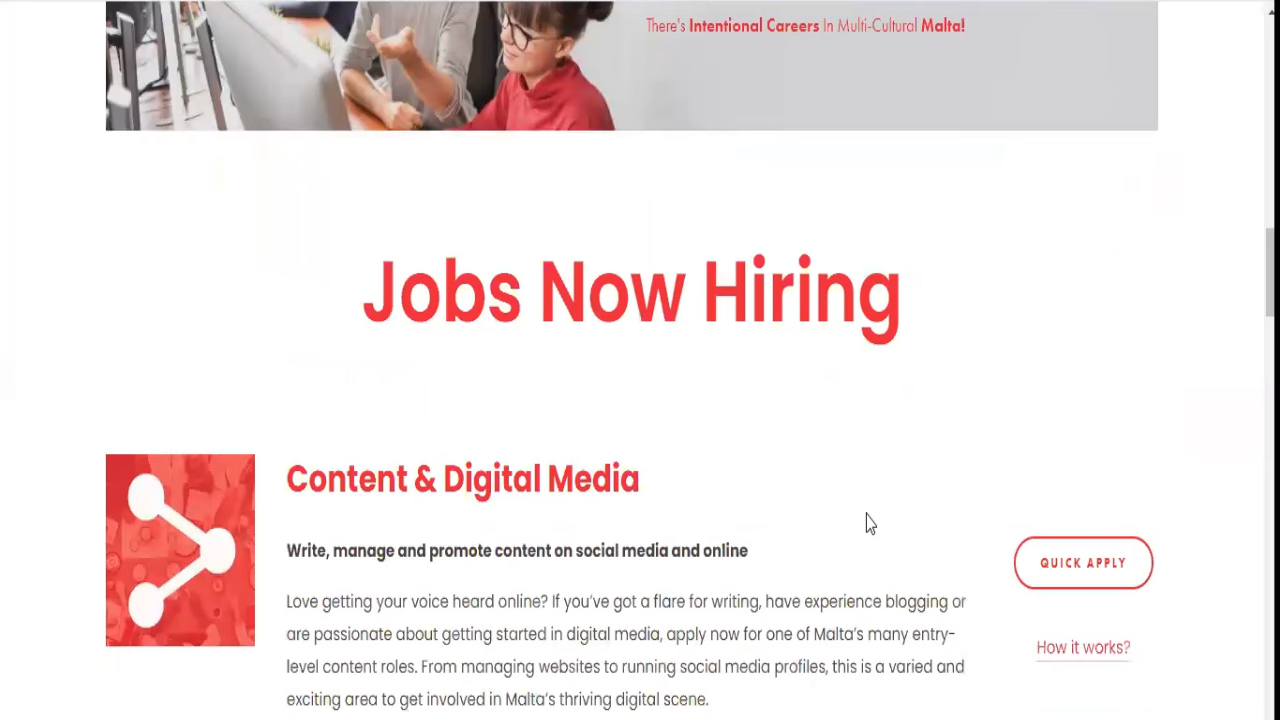 There's Intentional Careers In Multi-Cultural Malta!
Jobs Now Hiring
Content & Digital Media
Write, manage and promote content on social media and online
QUICK APPLY
Love getting your voice heard online? If you've got a flare for writing, have experience blogging or
are passionate about getting started in digital media, apply now for one of Malta's many entry-
level content roles. From managing websites to running social media profiles, this is a varied and
exciting area to get involved in Malta's thriving digital scene.
How it works?